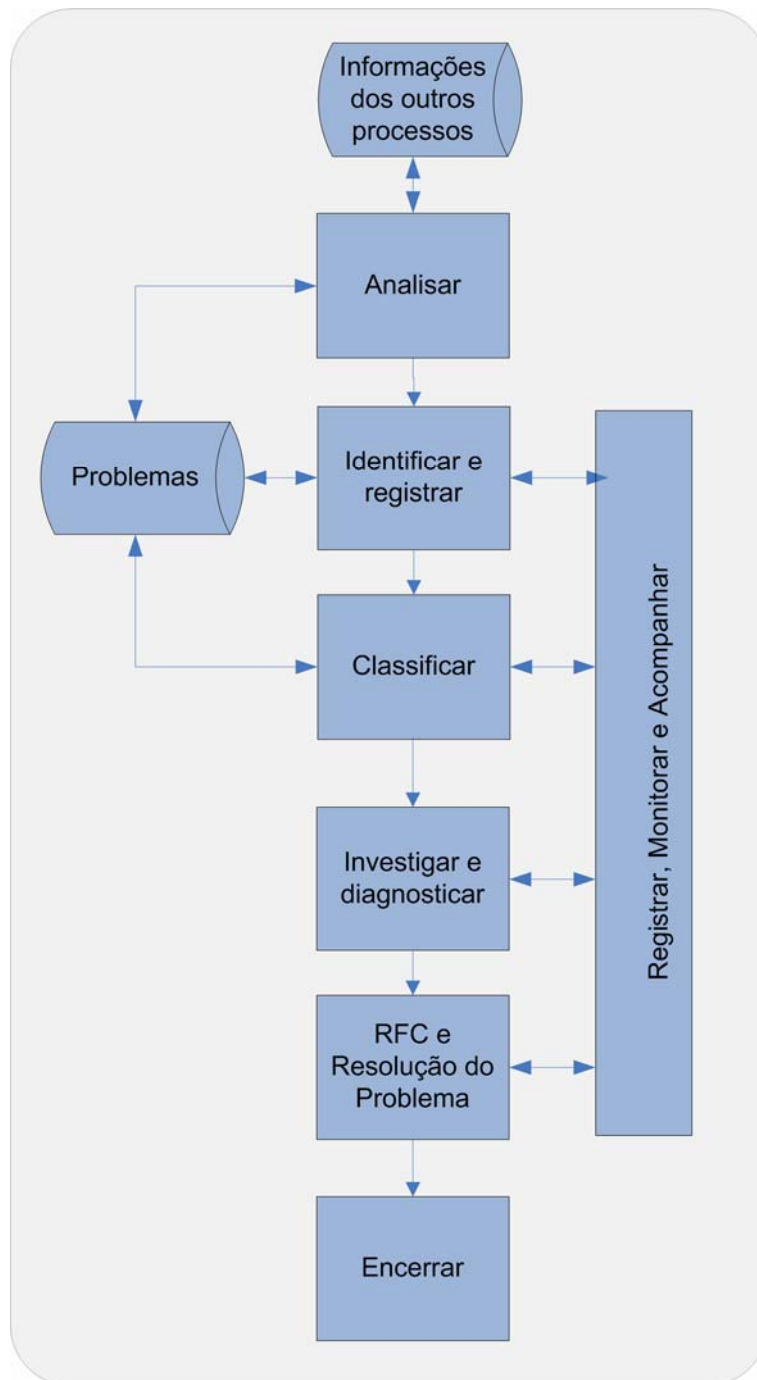 Informações
dos outros
processos
Analisar
Problemas
Identificar e
registrar
Classificar
Investigar e
diagnosticar
RFC e
Resolução do
Problema
Encerrar
Registrar, Monitorar e Acompanhar